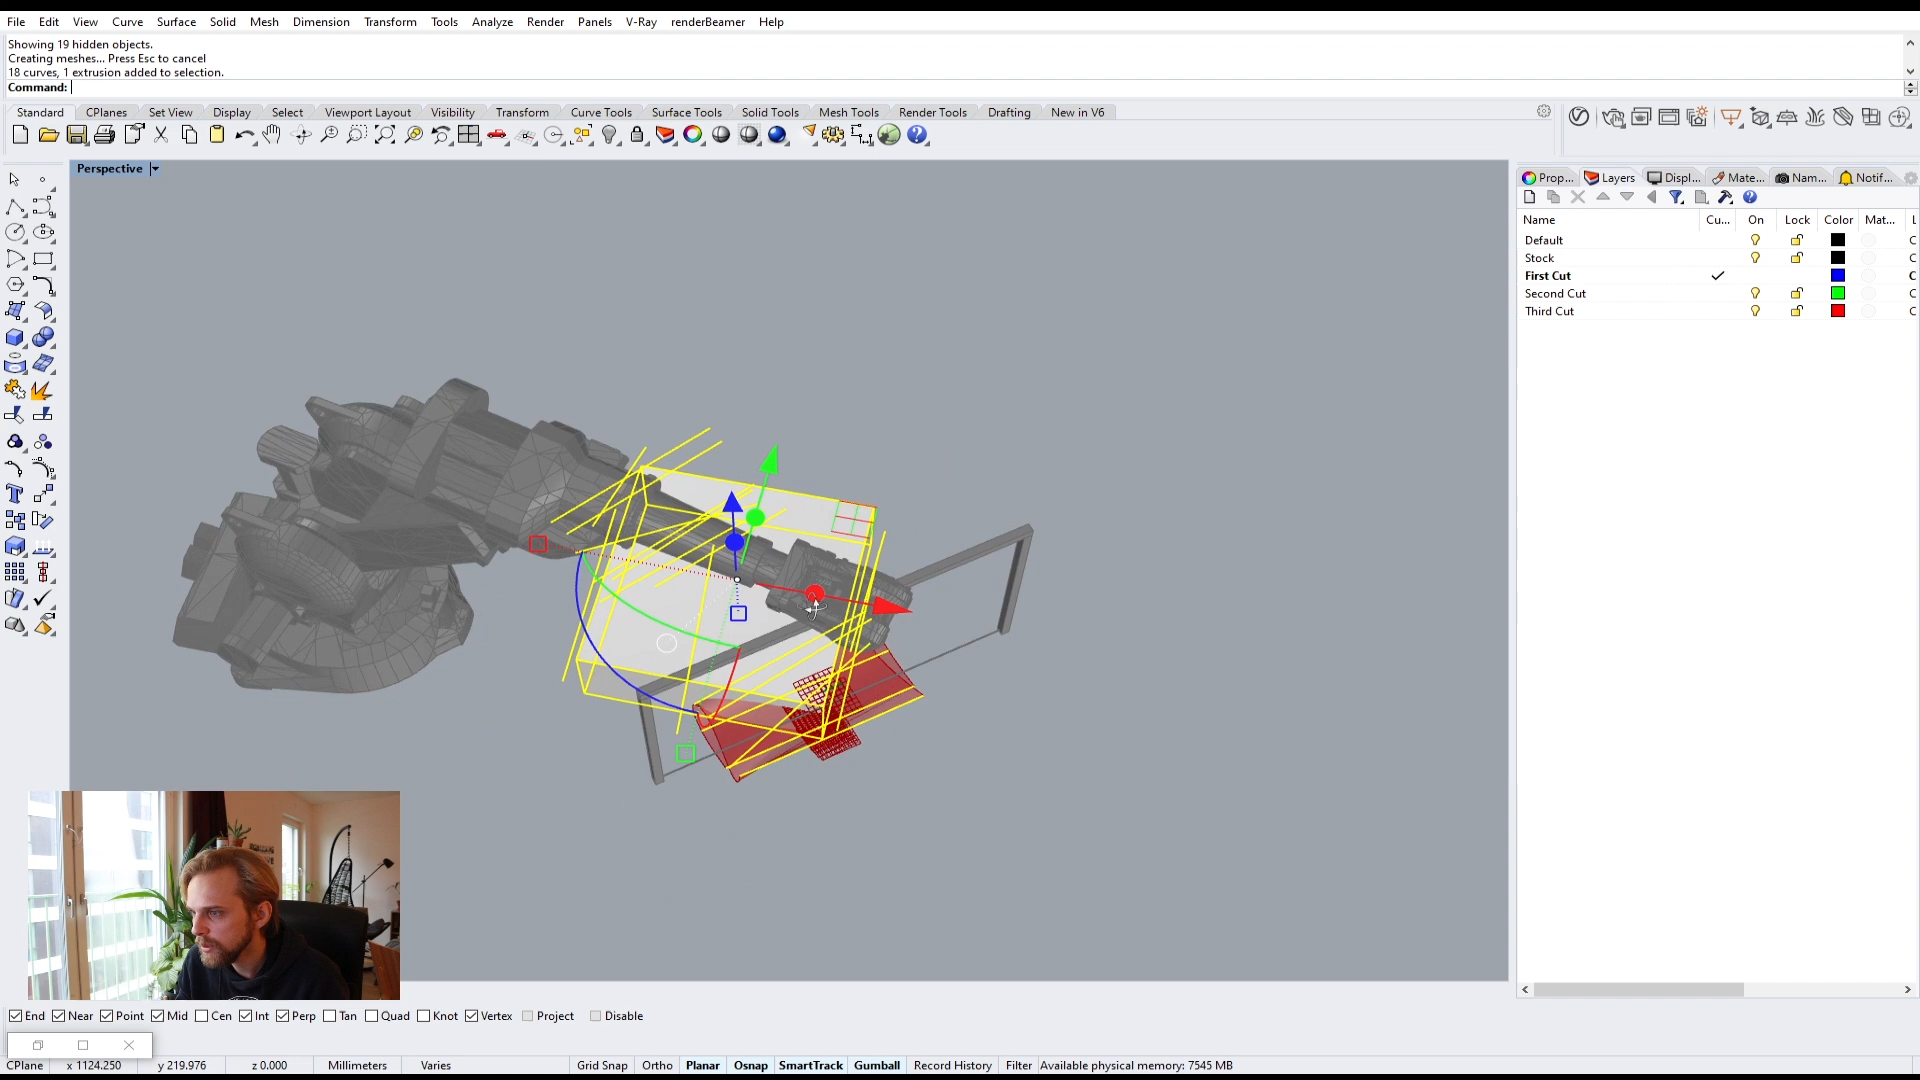 File Edit View Curve Surface Solid Mesh Dimension Transform Tools Analyze Render Panels V-Ray renderBeamer Help
Showing 19 hidden objects.
Creating meshes... Press Esc to cancel
18 curves, 1 extrusion added to selection.
Command:
Standard CPlanes Set View Display Select Viewport Layout Visibility Transform Curve Tools Surface Tools Solid Tools Mesh Tools Render Tools Drafting New in V6
Perspective
Prop... Layers Displ... Mate... Nam... Notif...
Name Cu... On Lock Color Mat... L
Default C
Stock C
First Cut C
Second Cut C
Third Cut C
End Near Point Mid Cen Int Perp Tan Quad Knot Vertex Project Disable
CPlane x 1124.250 y 219.976 z 0.000 Millimeters Varies Grid Snap Ortho Planar Osnap SmartTrack Gumball Record History Filter Available physical memory: 7545 MB